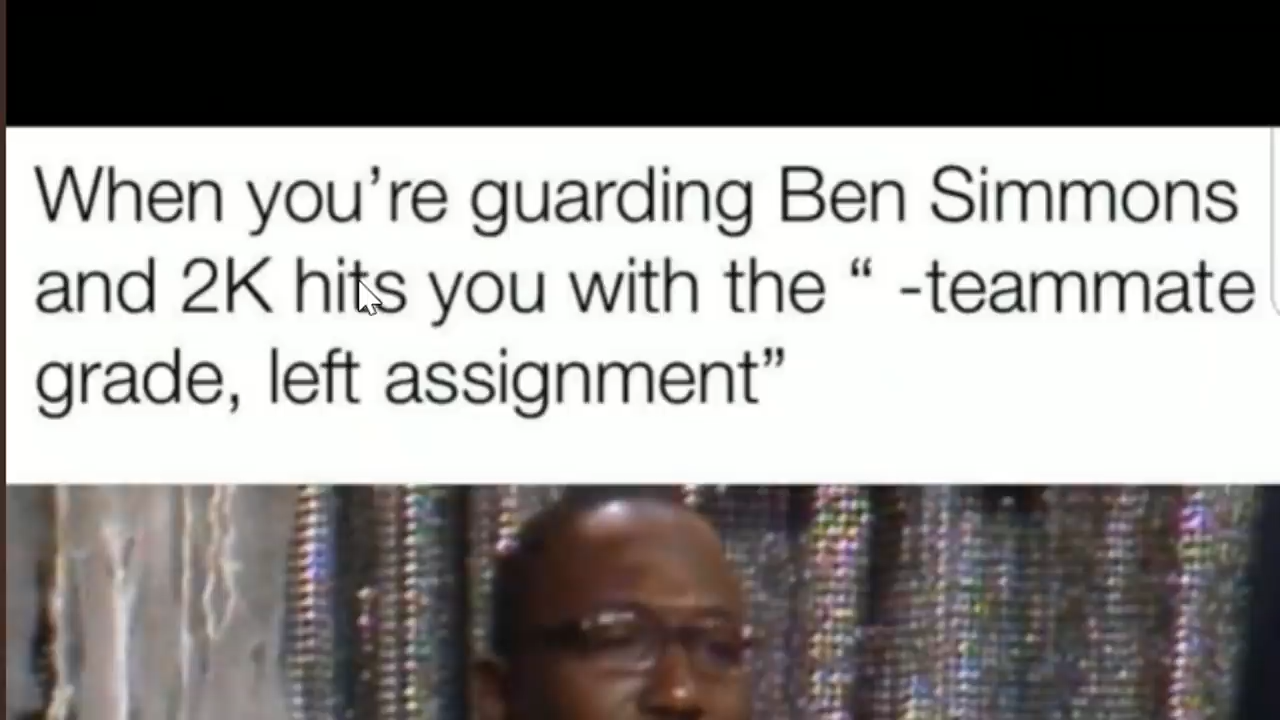 When you’re guarding Ben Simmons
and 2K hits you with the “ -teammate
grade, left assignment”